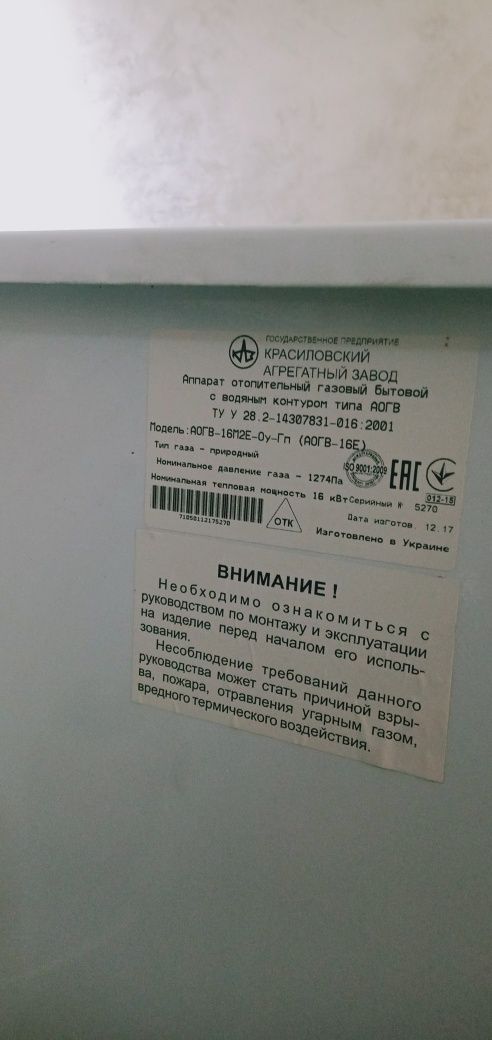 ГОСУДАРСТВЕННОЕ ПРЕДПРИЯТИЕ
КРАСИЛОВСКИЙ
АГРЕГАТНЫЙ ЗАВОД
Аппарат отопительный газовый бытовой
с водяным контуром типа АОГВ
ТУ У 28.2-14307831-016:2001
Модель:АОГВ-16М2Е-Оу-Гп (АОГВ-16Е)
Тип газа - природный
Номинальное давление газа - 1274Па
ISO 9001:2009
EAC
012-15
Номинальная тепловая мощность 16 кВт
Серийный № 5270
71050112175270
ОТК
Дата изготов. 12.17
Изготовлено в Украине
ВНИМАНИЕ !
Необходимо ознакомиться с
руководством по монтажу и эксплуатации
на изделие перед началом его исполь-
зования.
Несоблюдение требований данного
руководства может стать причиной взры-
ва, пожара, отравления угарным газом,
вредного термического воздействия.